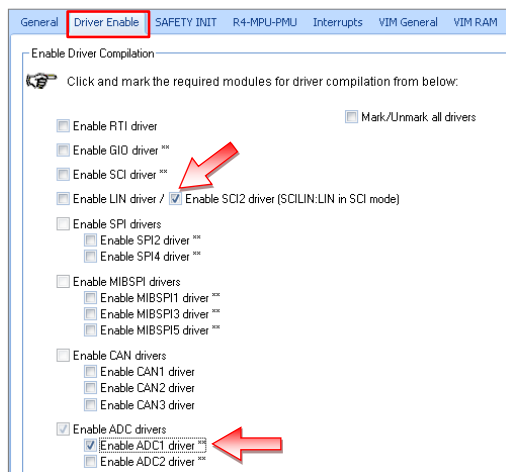 General Driver Enable SAFETY INIT R4-MPU-PMU Interrupts VIM General VIM RAM
Enable Driver Compilation
Click and mark the required modules for driver compilation from below:
Mark/Unmark all drivers
Enable RTI driver
Enable GIO driver **
Enable SCI driver **
Enable LIN driver / Enable SCI2 driver (SCILIN:LIN in SCI mode)
Enable SPI drivers
Enable SPI2 driver **
Enable SPI4 driver **
Enable MIBSPI drivers
Enable MIBSPI1 driver **
Enable MIBSPI3 driver **
Enable MIBSPI5 driver **
Enable CAN drivers
Enable CAN1 driver
Enable CAN2 driver
Enable CAN3 driver
Enable ADC drivers
Enable ADC1 driver **
Enable ADC2 driver **